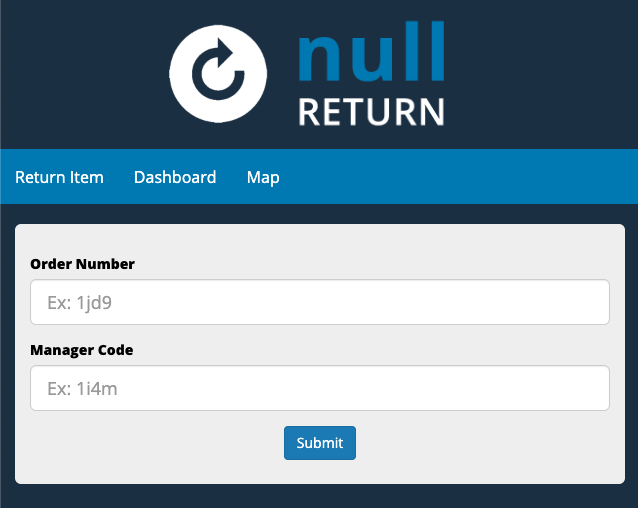 null
RETURN
Return Item Dashboard Map
Order Number
Ex: 1jd9
Manager Code
Ex: 1i4m
Submit